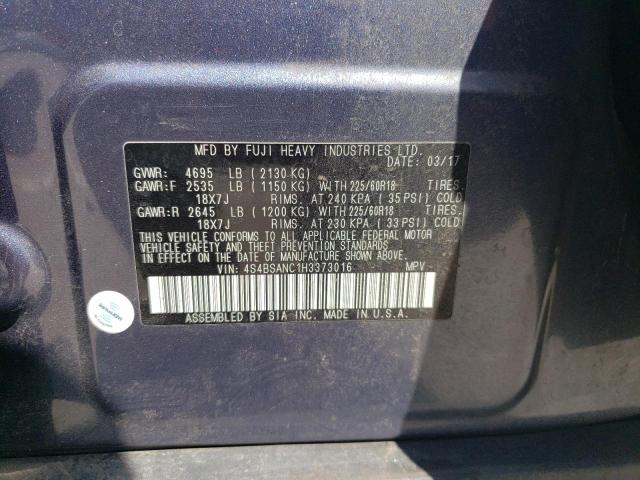 MFD BY FUJI HEAVY INDUSTRIES LTD.
DATE: 03/17
GVWR: 4695 LB ( 2130 KG)
GAWR:F 2535 LB ( 1150 KG) WITH 225/60R18 TIRES.
18X7J RIMS. AT 240 KPA ( 35 PSI) COLD
GAWR:R 2645 LB ( 1200 KG) WITH 225/60R18 TIRES.
18X7J RIMS. AT 230 KPA ( 33 PSI) COLD
THIS VEHICLE CONFORMS TO ALL APPLICABLE FEDERAL MOTOR
VEHICLE SAFETY AND THEFT PREVENTION STANDARDS
IN EFFECT ON THE DATE OF MANUFACTURE SHOWN ABOVE.
VIN: 4S4BSANC1H3373016 MPV
ASSEMBLED BY SIA INC. MADE IN U.S.A.